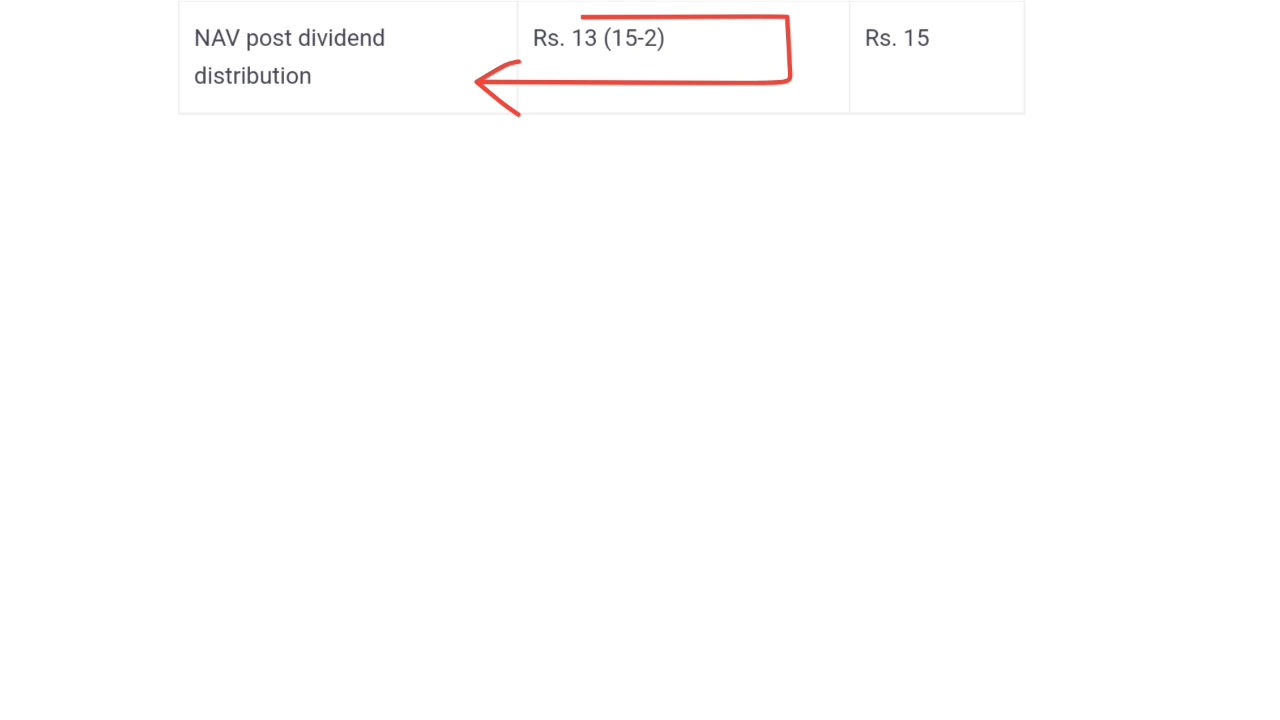 NAV post dividend
distribution
Rs. 13 (15-2)
Rs. 15